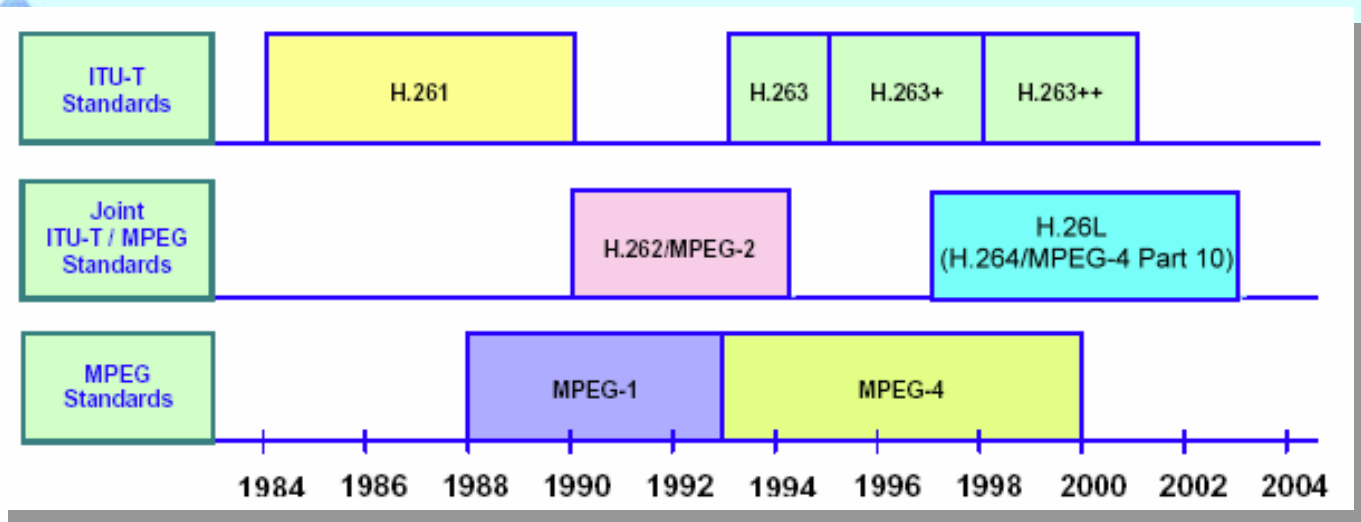 ITU-T
Standards
H.261
H.263
H.263+
H.263++
Joint
ITU-T / MPEG
Standards
H.262/MPEG-2
H.26L
(H.264/MPEG-4 Part 10)
MPEG
Standards
MPEG-1
MPEG-4
1984 1986 1988 1990 1992 1994 1996 1998 2000 2002 2004